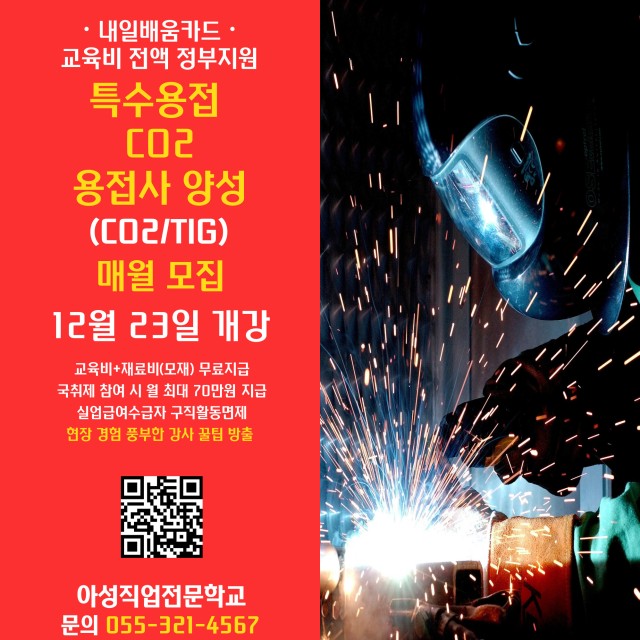 · 내일배움카드 ·
교육비 전액 정부지원
특수용접
CO2
용접사 양성
(CO2/TIG)
매월 모집
12월 23일 개강
교육비+재료비(모재) 무료지급
국취제 참여 시 월 최대 70만원 지급
실업급여수급자 구직활동면제
현장 경험 풍부한 강사 꿀팁 방출
아성직업전문학교
문의 055-321-4567